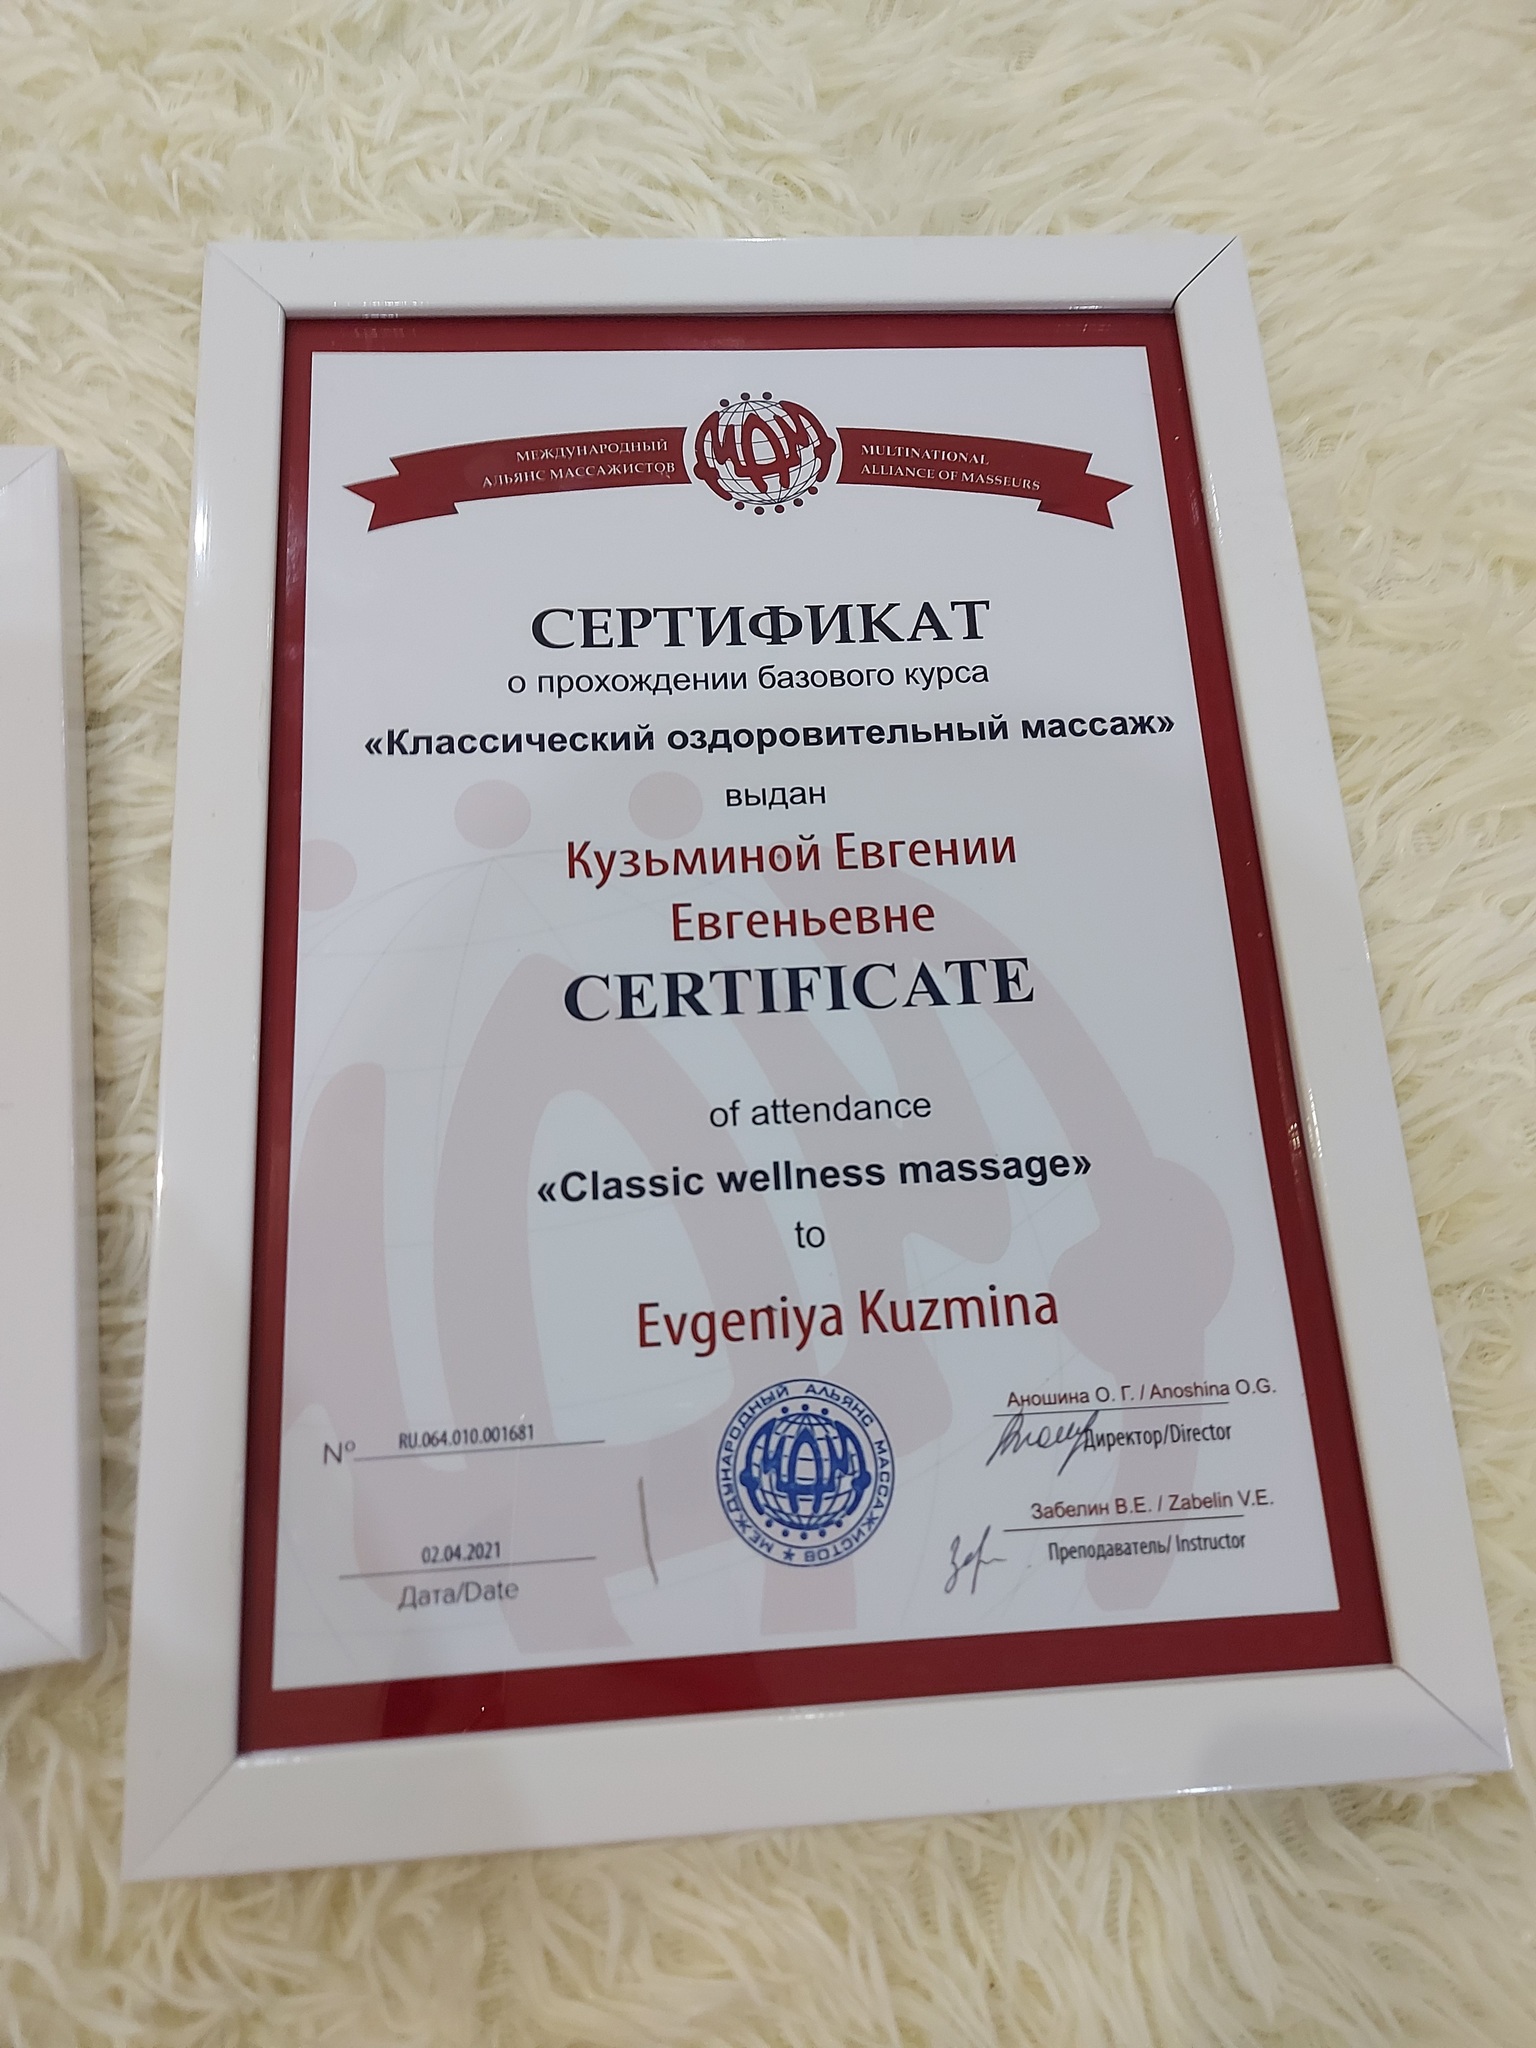 МЕЖДУНАРОДНЫЙ
АЛЬЯНС МАССАЖИСТОВ
МАМ
MULTINATIONAL
ALLIANCE OF MASSEURS
СЕРТИФИКАТ
о прохождении базового курса
«Классический оздоровительный массаж»
выдан
Кузьминой Евгении
Евгеньевне
CERTIFICATE
of attendance
«Classic wellness massage»
to
Evgeniya Kuzmina
Nº RU.064.010.001681
02.04.2021
Дата/Date
МЕЖДУНАРОДНЫЙ АЛЬЯНС МАССАЖИСТОВ
МАМ
Аношина О. Г. / Anoshina O.G.
Директор/Director
Забелин В.Е. / Zabelin V.E.
Преподаватель/ Instructor